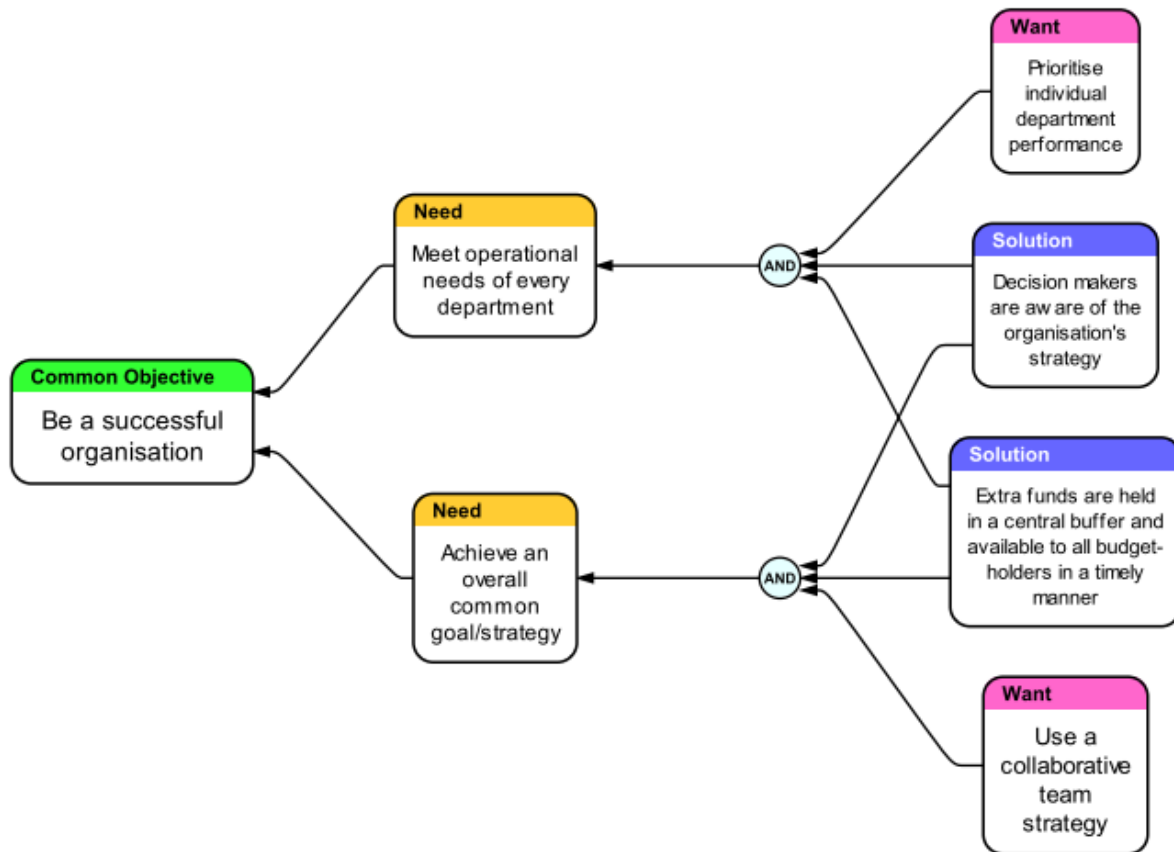 Want
Prioritise
individual
department
performance
Need
Meet operational
needs of every
department
AND
Solution
Decision makers
are aware of the
organisation's
strategy
Common Objective
Be a successful
organisation
Solution
Extra funds are held
in a central buffer and
available to all budget-
holders in a timely
manner
Need
Achieve an
overall
common
goal/strategy
AND
Want
Use a
collaborative
team
strategy